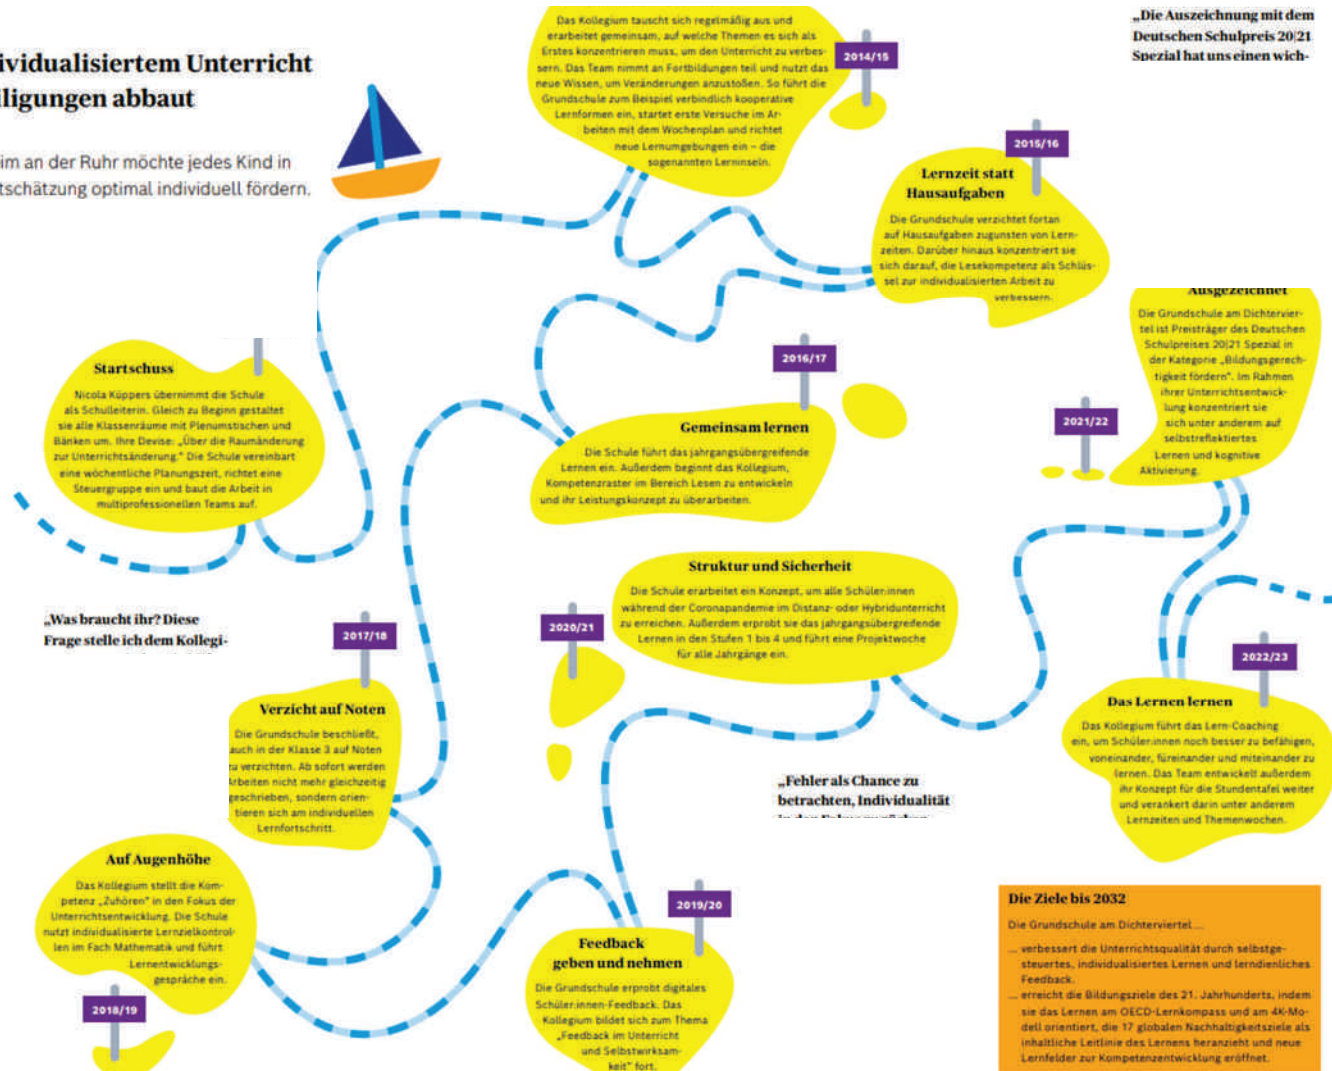 ividualisiertem Unterricht
iligungen abbaut
im an der Ruhr möchte jedes Kind in
tschätzung optimal individuell fördern.
Das Kollegium tauscht sich regelmäßig aus und
erarbeitet gemeinsam, auf welche Themen es sich als
Erstes konzentrieren muss, um den Unterricht zu verbes-
sern. Das Team nimmt an Fortbildungen teil und nutzt das
neue Wissen, um Veränderungen anzustoßen. So führt die
Grundschule zum Beispiel verbindlich kooperative
Lernformen ein, startet erste Versuche im Ar-
beiten mit dem Wochenplan und richtet
neue Lernumgebungen ein – die
sogenannten Lerninseln.
2014/15
„Die Auszeichnung mit dem
Deutschen Schulpreis 20|21
Spezial hat uns einen wich-
2015/16
Lernzeit statt
Hausaufgaben
Die Grundschule verzichtet fortan
auf Hausaufgaben zugunsten von Lern-
zeiten. Darüber hinaus konzentriert sie
sich darauf, die Lesekompetenz als Schlüs-
sel zur individualisierten Arbeit zu
verbessern.
Startschuss
Nicola Küppers übernimmt die Schule
als Schulleiterin. Gleich zu Beginn gestaltet
sie alle Klassenräume mit Plenumstischen und
Bänken um. Ihre Devise: „Über die Raumänderung
zur Unterrichtsänderung.“ Die Schule vereinbart
eine wöchentliche Planungszeit, richtet eine
Steuergruppe ein und baut die Arbeit in
multiprofessionellen Teams auf.
2016/17
Gemeinsam lernen
Die Schule führt das jahrgangsübergreifende
Lernen ein. Außerdem beginnt das Kollegium,
Kompetenzraster im Bereich Lesen zu entwickeln
und ihr Leistungskonzept zu überarbeiten.
Ausgezeichnet
Die Grundschule am Dichtervier-
tel ist Preisträger des Deutschen
Schulpreises 20|21 Spezial in
der Kategorie „Bildungsgerech-
tigkeit fördern“. Im Rahmen
ihrer Unterrichtsentwick-
lung konzentriert sie
sich unter anderem auf
selbstreflektiertes
Lernen und kognitive
Aktivierung.
2021/22
Struktur und Sicherheit
Die Schule erarbeitet ein Konzept, um alle Schüler:innen
während der Coronapandemie im Distanz- oder Hybridunterricht
zu erreichen. Außerdem erprobt sie das jahrgangsübergreifende
Lernen in den Stufen 1 bis 4 und führt eine Projektwoche
für alle Jahrgänge ein.
2020/21
„Was braucht ihr? Diese
Frage stelle ich dem Kollegi-
2017/18
Verzicht auf Noten
Die Grundschule beschließt,
auch in der Klasse 3 auf Noten
zu verzichten. Ab sofort werden
Arbeiten nicht mehr gleichzeitig
geschrieben, sondern orien-
tieren sich am individuellen
Lernfortschritt.
2022/23
Das Lernen lernen
Das Kollegium führt das Lern-Coaching
ein, um Schüler:innen noch besser zu befähigen,
voneinander, füreinander und miteinander zu
lernen. Das Team entwickelt außerdem
ihr Konzept für die Stundentafel weiter
und verankert darin unter anderem
Lernzeiten und Themenwochen.
„Fehler als Chance zu
betrachten, Individualität
Auf Augenhöhe
Das Kollegium stellt die Kom-
petenz „Zuhören“ in den Fokus der
Unterrichtsentwicklung. Die Schule
nutzt individualisierte Lernzielkontrol-
len im Fach Mathematik und führt
Lernentwicklungs-
gespräche ein.
2018/19
2019/20
Feedback
geben und nehmen
Die Grundschule erprobt digitales
Schüler:innen-Feedback. Das
Kollegium bildet sich zum Thema
„Feedback im Unterricht
und Selbstwirksam-
keit“ fort.
Die Ziele bis 2032
Die Grundschule am Dichterviertel ...
... verbessert die Unterrichtsqualität durch selbstge-
steuertes, individualisiertes Lernen und lerndienliches
Feedback.
... erreicht die Bildungsziele des 21. Jahrhunderts, indem
sie das Lernen am OECD-Lernkompass und am 4K-Mo-
dell orientiert, die 17 globalen Nachhaltigkeitsziele als
inhaltliche Leitlinie des Lernens heranzieht und neue
Lernfelder zur Kompetenzentwicklung eröffnet.